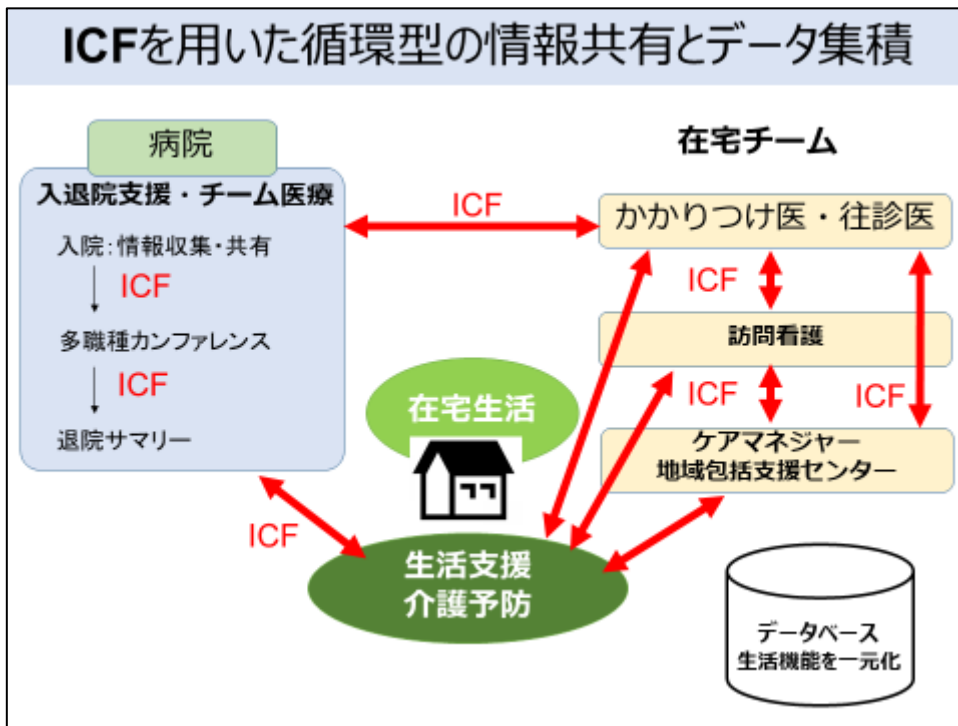 ICFを用いた循環型の情報共有とデータ集積
病院
入退院支援・チーム医療
入院：情報収集・共有
ICF
多職種カンファレンス
ICF
退院サマリー
ICF
在宅チーム
かかりつけ医・往診医
ICF
訪問看護
ICF
ICF
ケアマネジャー
地域包括支援センター
在宅生活
ICF
生活支援
介護予防
データベース
生活機能を一元化